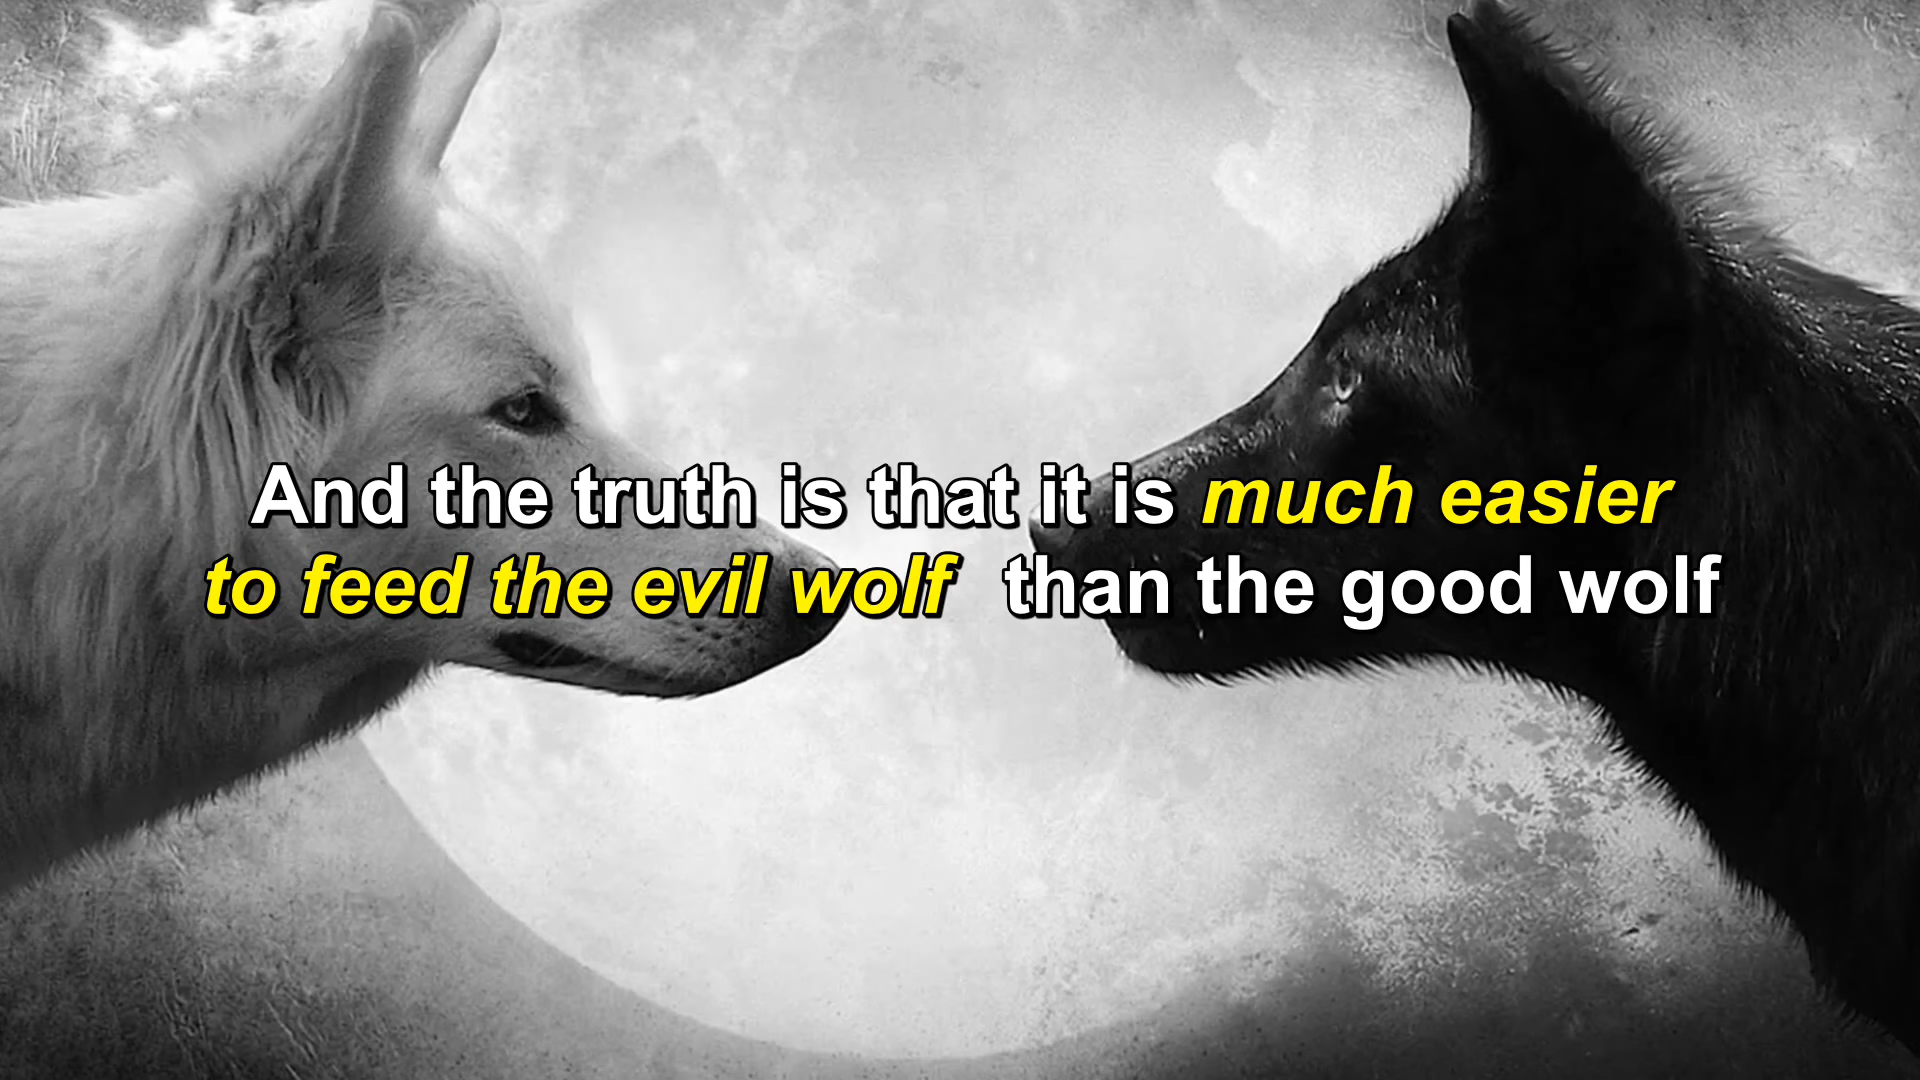 And the truth is that it is much easier
to feed the evil wolf than the good wolf